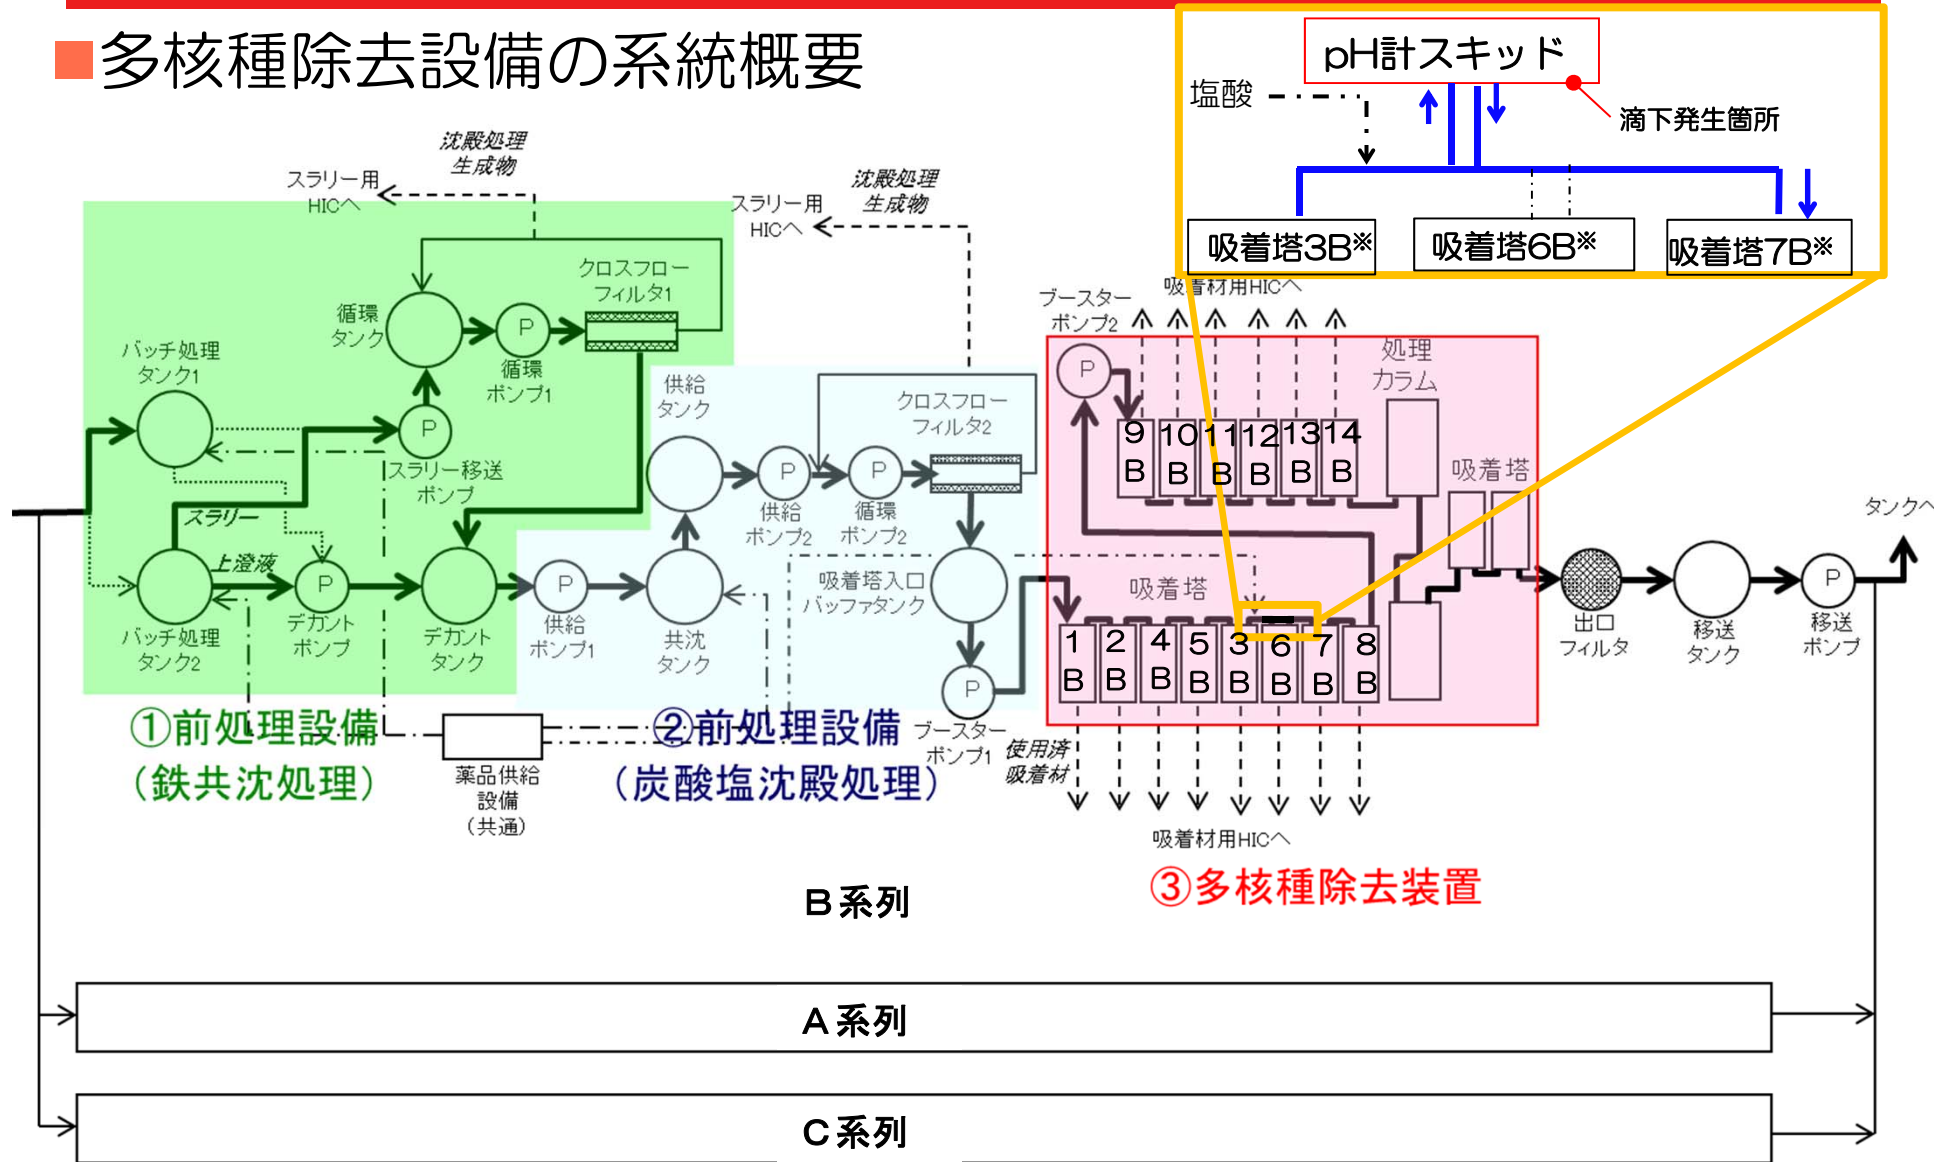 ■多核種除去設備の系統概要
pH計スキッド
塩酸
滴下発生箇所
吸着塔3B※
吸着塔6B※
吸着塔7B※
沈殿処理
生成物
スラリー用
HICへ
沈殿処理
生成物
スラリー用
HICへ
クロスフロー
フィルタ1
循環
タンク
P
循環
ポンプ1
バッチ処理
タンク1
P
スラリー移送
ポンプ
スラリー
上澄液
バッチ処理
タンク2
P
デカント
ポンプ
デカント
タンク
P
供給
ポンプ1
共沈
タンク
供給
タンク
P
供給
ポンプ2
P
循環
ポンプ2
クロスフロー
フィルタ2
吸着塔入口
バッファタンク
P
ブースター
ポンプ1
ブースター
ポンプ2
P
吸着材用HICへ
処理
カラム
9B
10B
11B
12B
13B
14B
吸着塔
吸着塔
1B
2B
4B
5B
3B
6B
7B
8B
使用済
吸着材
吸着材用HICへ
出口
フィルタ
移送
タンク
P
移送
ポンプ
タンクへ
①前処理設備
(鉄共沈処理)
薬品供給
設備
(共通)
②前処理設備
(炭酸塩沈殿処理)
③多核種除去装置
B系列
A系列
C系列